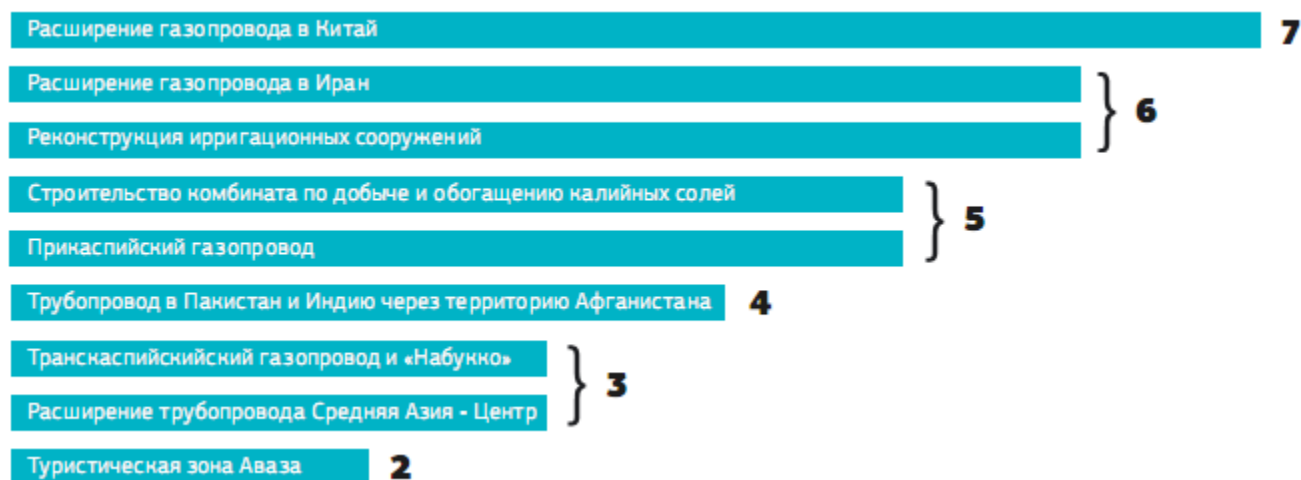 Расширение газопровода в Китай 7
Расширение газопровода в Иран
6
Реконструкция ирригационных сооружений
Строительство комбината по добыче и обогащению калийных солей
5
Прикаспийский газопровод
Трубопровод в Пакистан и Индию через территорию Афганистана 4
Транскаспийскийский газопровод и «Набукко»
3
Расширение трубопровода Средняя Азия - Центр
Туристическая зона Аваза 2